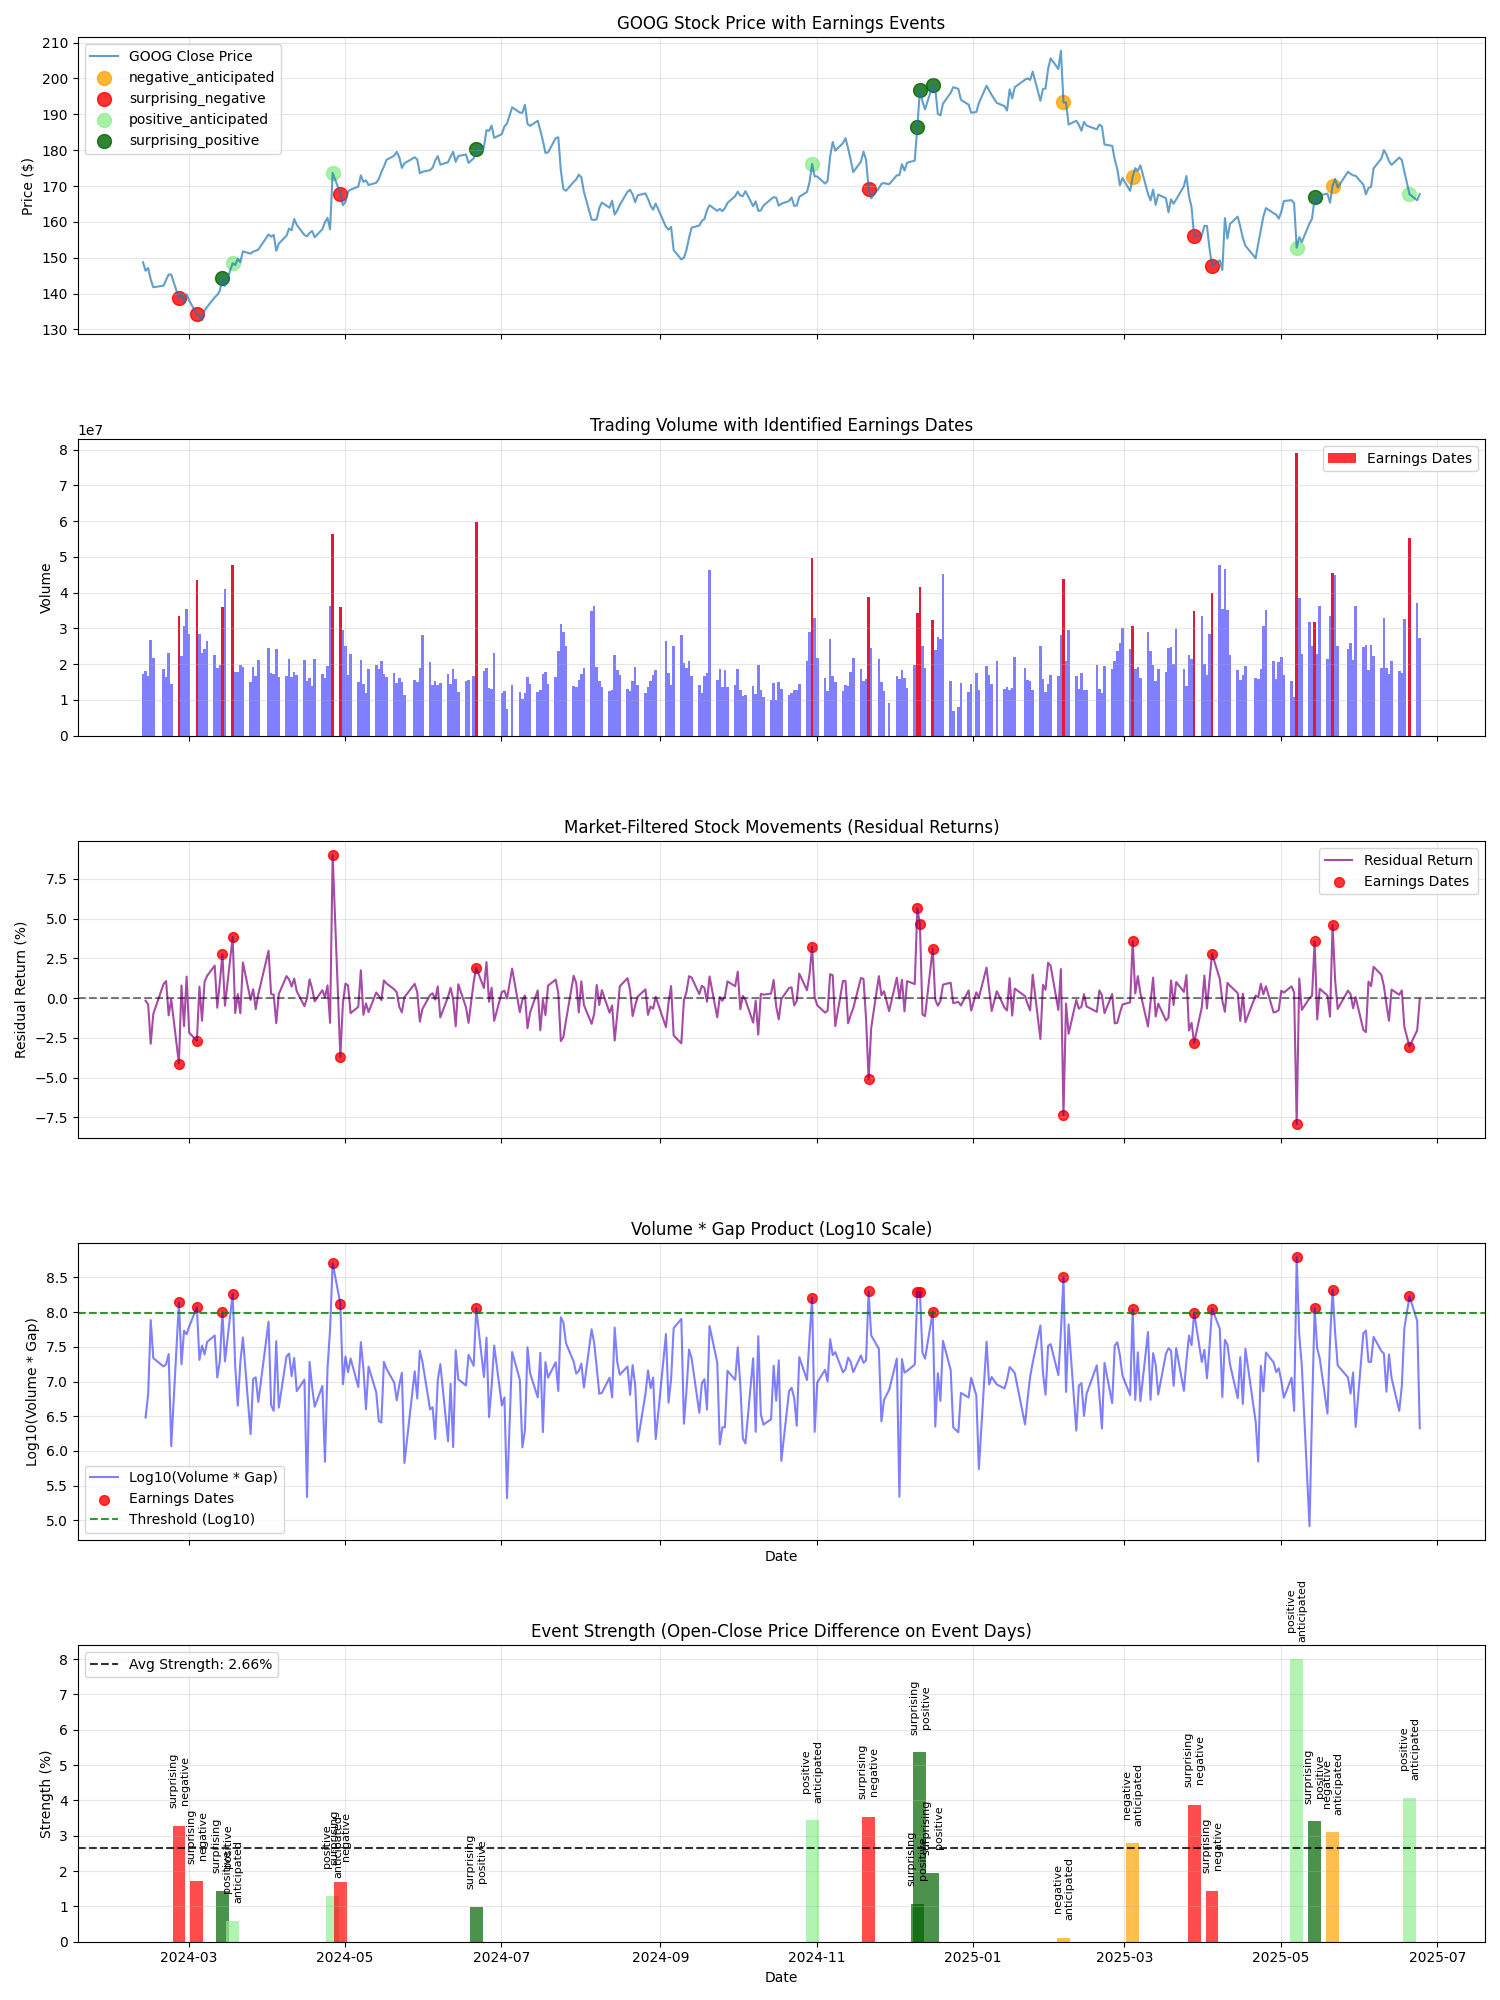 GOOG Stock Price with Earnings Events
GOOG Close Price
negative_anticipated
surprising_negative
positive_anticipated
surprising_positive
Price ($)
210
200
190
180
170
160
150
140
130
Trading Volume with Identified Earnings Dates
1e7
Earnings Dates
Volume
8
7
6
5
4
3
2
1
0
Market-Filtered Stock Movements (Residual Returns)
Residual Return
Earnings Dates
Residual Return (%)
7.5
5.0
2.5
0.0
−2.5
−5.0
−7.5
Volume * Gap Product (Log10 Scale)
Log10(Volume * Gap)
8.5
8.0
7.5
7.0
6.5
6.0
5.5
5.0
Log10(Volume * Gap)
Earnings Dates
Threshold (Log10)
Date
Event Strength (Open-Close Price Difference on Event Days)
Avg Strength: 2.66%
Strength (%)
8
7
6
5
4
3
2
1
0
surprising
negative
surprising
negative
surprising
positive
positive
anticipated
positive
anticipated
surprising
negative
surprising
positive
positive
anticipated
surprising
negative
surprising
positive
surprising
positive
surprising
positive
negative
anticipated
negative
anticipated
surprising
negative
surprising
negative
positive
anticipated
surprising
positive
negative
anticipated
positive
anticipated
2024-03
2024-05
2024-07
2024-09
2024-11
2025-01
2025-03
2025-05
2025-07
Date